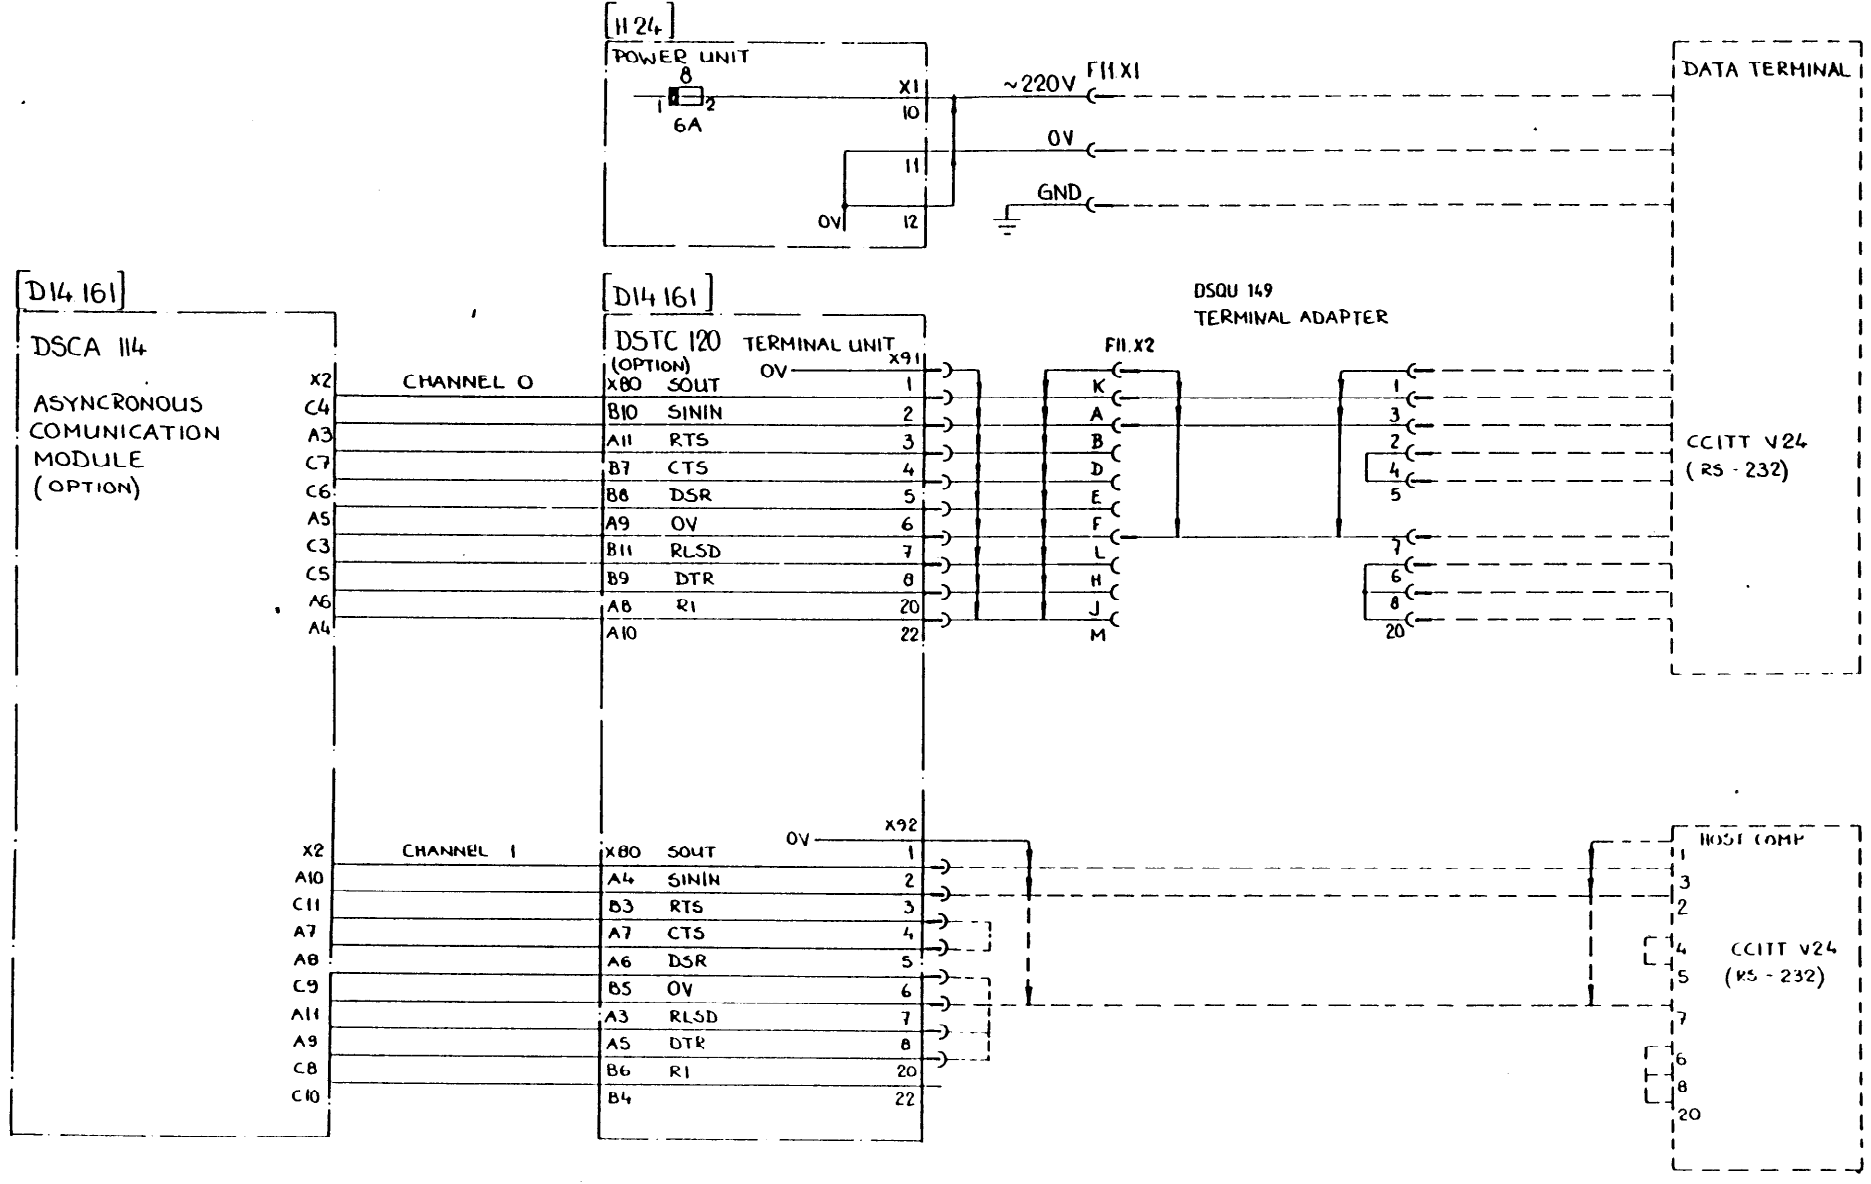 H24
POWER UNIT
8
1 2
6A
X1
10
11
12
0V
~220V F11.X1
0V
GND
DATA TERMINAL
D14 161
DSCA 114
ASYNCRONOUS
COMUNICATION
MODULE
(OPTION)
D14 161
DSTC 120 TERMINAL UNIT
(OPTION)
0V X91
DSQU 149
TERMINAL ADAPTER
F11.X2
X2 CHANNEL 0 X80 SOUT 1 K 1
C4 B10 SININ 2 A 3
A3 A11 RTS 3 B 2
C7 B7 CTS 4 D 4
C6 B8 DSR 5 E 5
A5 A9 0V 6 F
C3 B11 RLSD 7 L 7
C5 B9 DTR 8 H 6
A6 A8 RI 20 J 8
A4 A10 22 M 20
CCITT V24
(RS - 232)
0V X92
HOST COMP
X2 CHANNEL 1 X80 SOUT 1 1
A10 A4 SININ 2 3
C11 B3 RTS 3 2
A7 A7 CTS 4 4
A8 A6 DSR 5 5
C9 B5 0V 6
A11 A3 RLSD 7 7
A9 A5 DTR 8 6
C8 B6 RI 20 8
C10 B4 22 20
CCITT V24
(RS - 232)